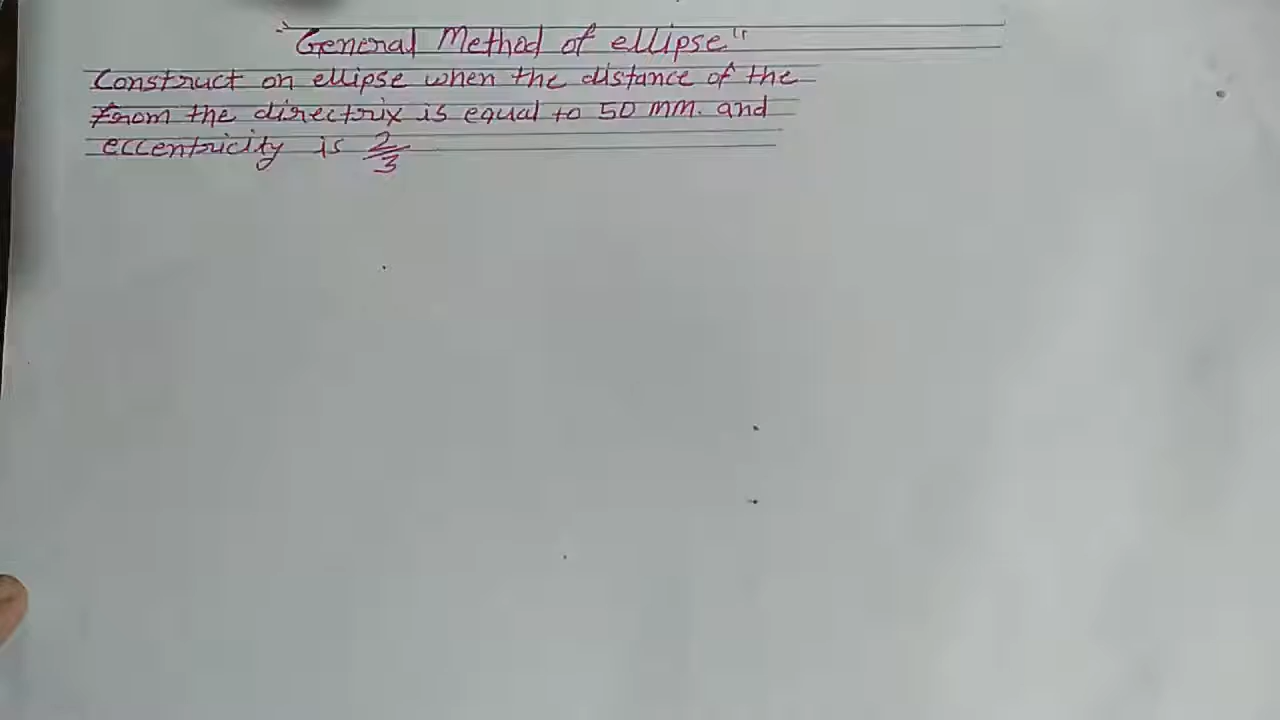 "General Method of ellipse"
Construct on ellipse when the distance of the
from the directrix is equal to 50 mm. and
eccentricity is 2/3